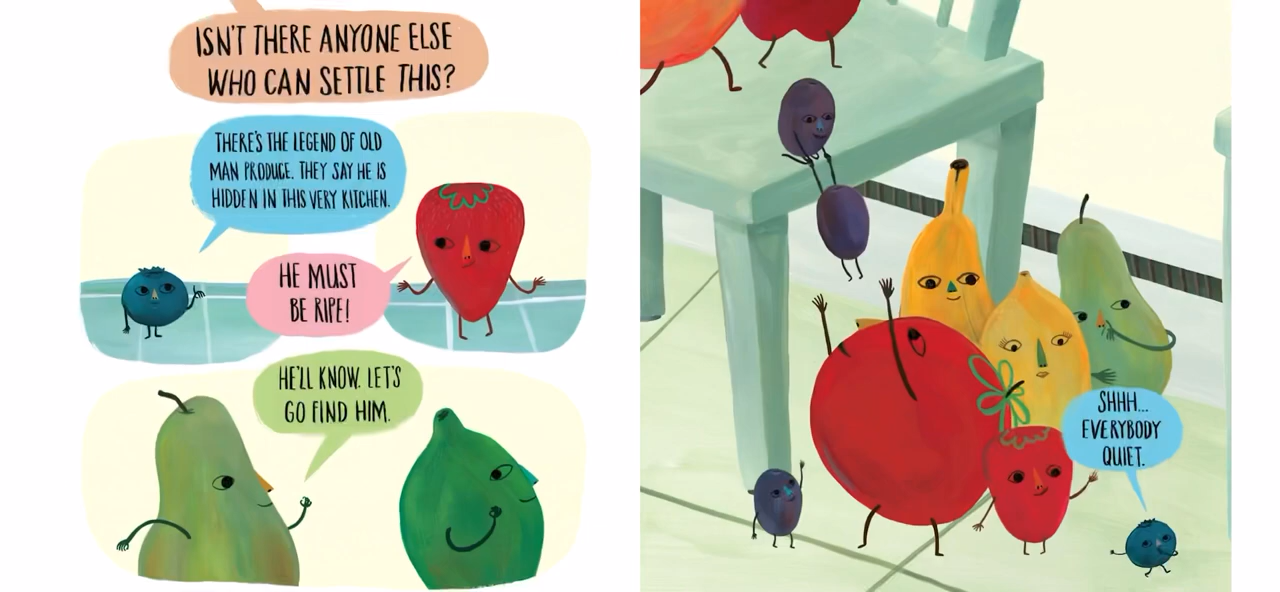 ISN'T THERE ANYONE ELSE
WHO CAN SETTLE THIS?
THERE'S THE LEGEND OF OLD
MAN PRODUCE. THEY SAY HE IS
HIDDEN IN THIS VERY KITCHEN.
HE MUST
BE RIPE!
HE'LL KNOW. LET'S
GO FIND HIM.
SHHH...
EVERYBODY
QUIET.